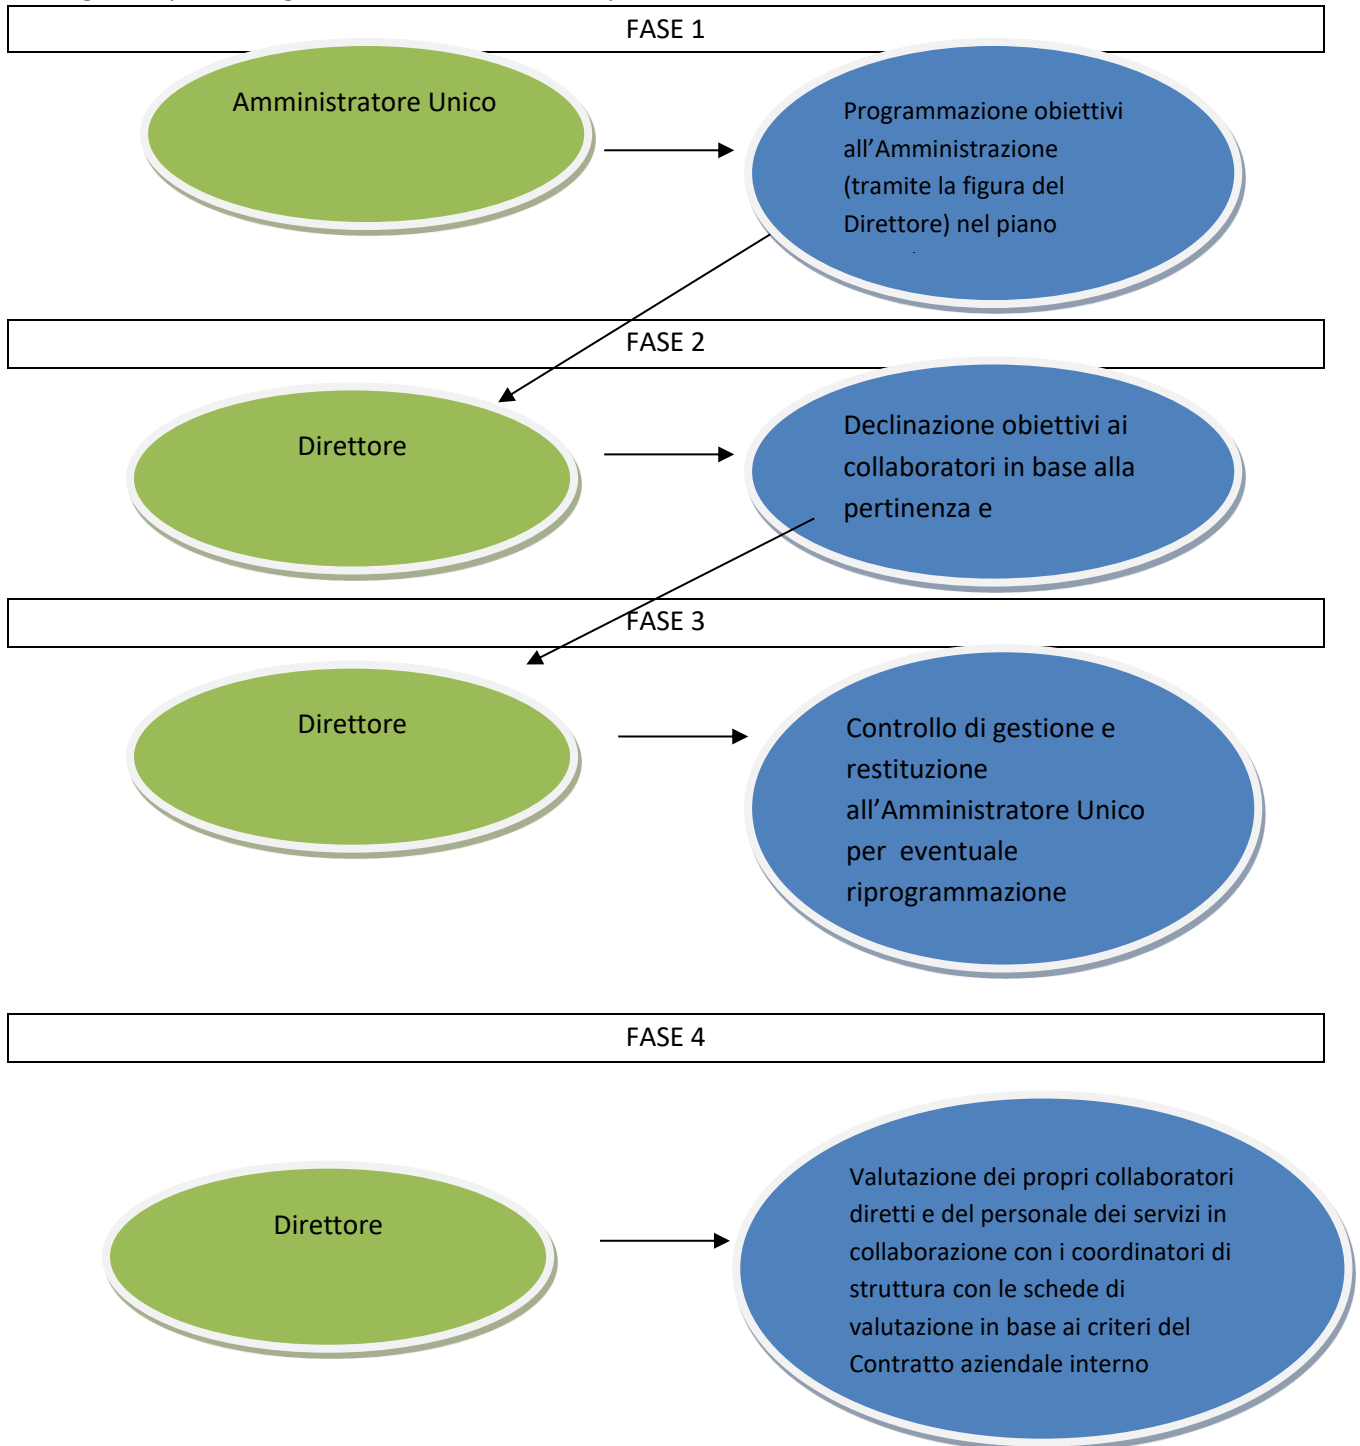 FASE 1
Amministratore Unico
Programmazione obiettivi
all’Amministrazione
(tramite la figura del
Direttore) nel piano
FASE 2
Direttore
Declinazione obiettivi ai
collaboratori in base alla
pertinenza e
FASE 3
Direttore
Controllo di gestione e
restituzione
all’Amministratore Unico
per eventuale
riprogrammazione
FASE 4
Direttore
Valutazione dei propri collaboratori
diretti e del personale dei servizi in
collaborazione con i coordinatori di
struttura con le schede di
valutazione in base ai criteri del
Contratto aziendale interno